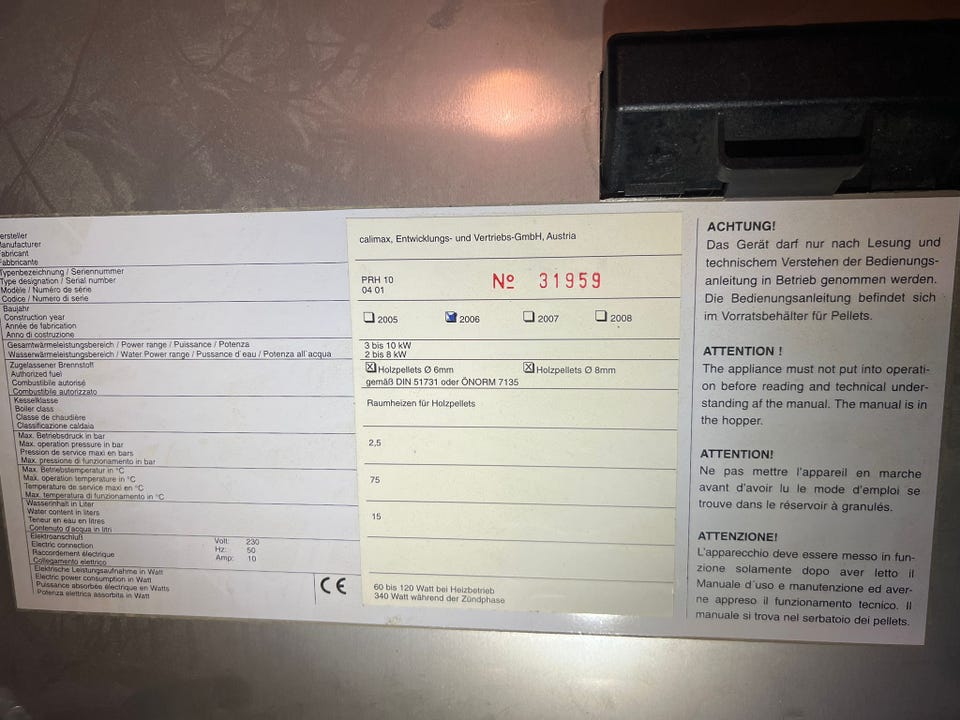 ersteller
anufacturer
abricant
abbricante
Typenbezeichnung / Seriennummer
Type designation / Serial number
Modèle / Numéro de série
Codice / Numero di serie
Baujahr
Construction year
Année de fabrication
Anno di costruzione
Gesamtwärmeleistungsbereich / Power range / Puissance / Potenza
Wasserwärmeleistungsbereich / Water Power range / Pussance d´eau / Potenza all´acqua
Zugelassener Brennstoff
Authorized fuel
Combustibile autorisé
Combustibile autorizzato
Kesselklasse
Boiler class
Classe de chaudière
Classificazione caldaia
Max. Betriebsdruck in bar
Max. operation pressure in bar
Pression de service maxi en bars
Max. pressione di funzionamento in bar
Max. Betriebstemperatur in °C
Max. operation temperature in °C
Temperature de service maxi en °C
Max. temperatura di funzionamento in °C
Wasserinhalt in Liter
Water content in liters
Teneur en eau en litres
Contenuto d'acqua in litri
Elektroanschluß
Electric connection
Raccordement électrique
Collegamento elettrico
Volt: 230
Hz: 50
Amp: 10
Elektrische Leistungsaufnahme in Watt
Electric power consumption in Watt
Puissance absorbée électrique en Watts
Potenza elettrica assorbita in Watt
CE
calimax, Entwicklungs- und Vertriebs-GmbH, Austria
PRH 10
04 01
Nº 31959
2005 2006 2007 2008
3 bis 10 kW
2 bis 8 kW
Holzpellets Ø 6mm Holzpellets Ø 8mm
gemäß DIN 51731 oder ÖNORM 7135
Raumheizen für Holzpellets
2,5
75
15
60 bis 120 Watt bei Heizbetrieb
340 Watt während der Zündphase
ACHTUNG!
Das Gerät darf nur nach Lesung und
technischem Verstehen der Bedienungs-
anleitung in Betrieb genommen werden.
Die Bedienungsanleitung befindet sich
im Vorratsbehälter für Pellets.
ATTENTION !
The appliance must not put into operati-
on before reading and technical under-
standing af the manual. The manual is in
the hopper.
ATTENTION!
Ne pas mettre l'appareil en marche
avant d'avoir lu le mode d'emploi se
trouve dans le réservoir à granulés.
ATTENZIONE!
L'apparecchio deve essere messo in fun-
zione solamente dopo aver letto il
Manuale d´uso e manutenzione ed aver-
ne appreso il funzionamento tecnico. Il
manuale si trova nel serbatoio dei pellets.